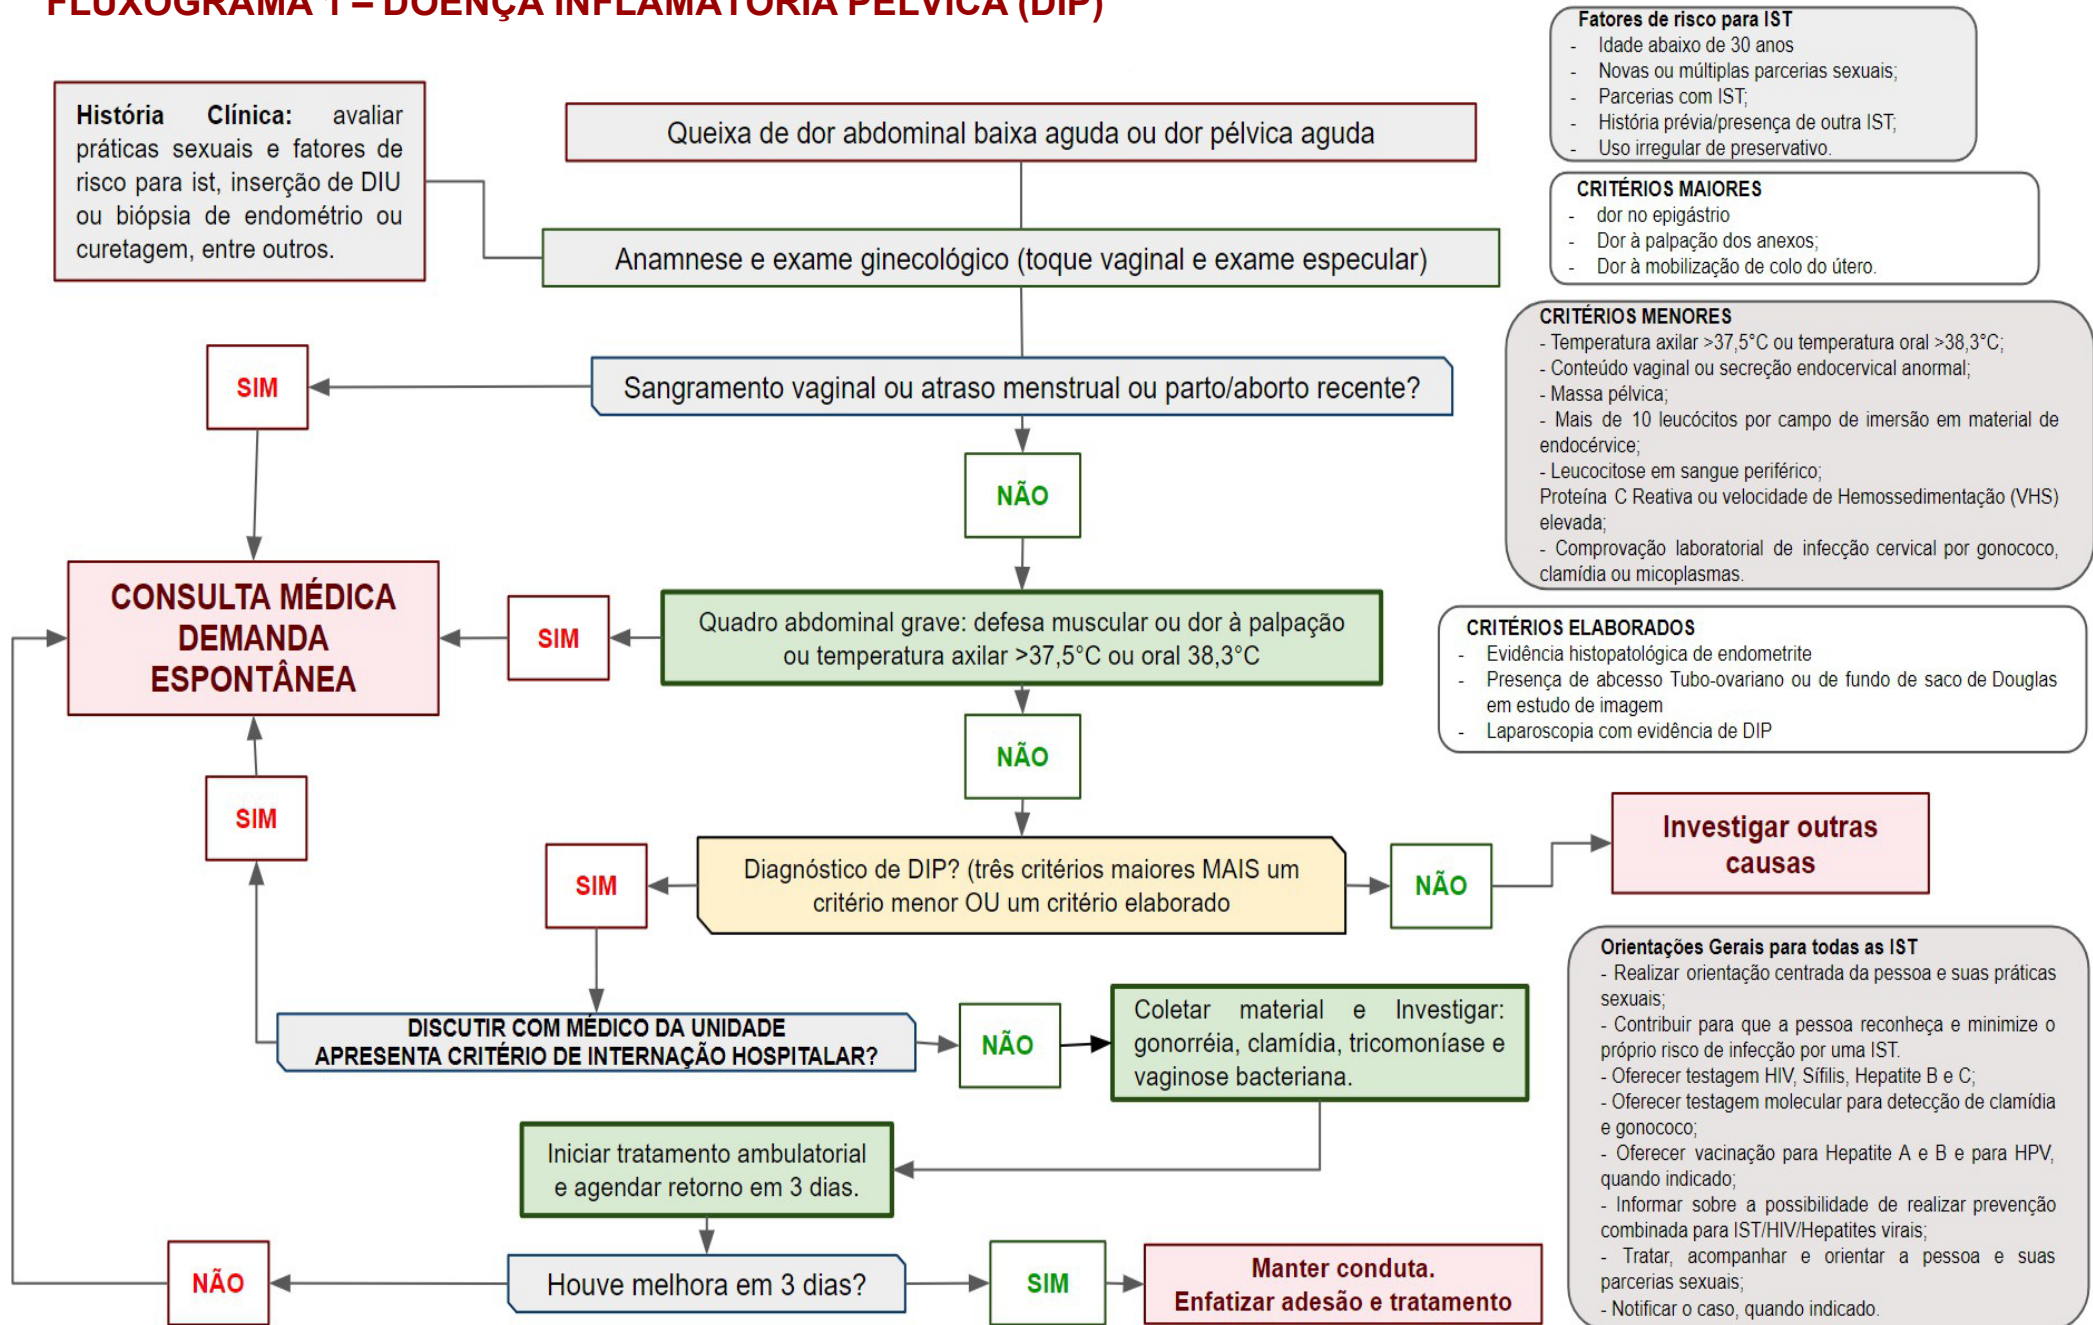 FLUXOGRAMA 1 – DOENÇA INFLAMATÓRIA PÉLVICA (DIP)
História Clínica: avaliar
práticas sexuais e fatores de
risco para ist, inserção de DIU
ou biópsia de endométrio ou
curetagem, entre outros.
Queixa de dor abdominal baixa aguda ou dor pélvica aguda
Anamnese e exame ginecológico (toque vaginal e exame especular)
Sangramento vaginal ou atraso menstrual ou parto/aborto recente?
SIM
NÃO
CONSULTA MÉDICA
DEMANDA
ESPONTÂNEA
SIM
Quadro abdominal grave: defesa muscular ou dor à palpação
ou temperatura axilar >37,5°C ou oral 38,3°C
NÃO
SIM
SIM
Diagnóstico de DIP? (três critérios maiores MAIS um
critério menor OU um critério elaborado
NÃO
Investigar outras
causas
DISCUTIR COM MÉDICO DA UNIDADE
APRESENTA CRITÉRIO DE INTERNAÇÃO HOSPITALAR?
NÃO
Coletar material e Investigar:
gonorréia, clamídia, tricomoníase e
vaginose bacteriana.
Iniciar tratamento ambulatorial
e agendar retorno em 3 dias.
NÃO
Houve melhora em 3 dias?
SIM
Manter conduta.
Enfatizar adesão e tratamento
Fatores de risco para IST
- Idade abaixo de 30 anos
- Novas ou múltiplas parcerias sexuais;
- Parcerias com IST;
- História prévia/presença de outra IST;
- Uso irregular de preservativo.
CRITÉRIOS MAIORES
- dor no epigástrio
- Dor à palpação dos anexos;
- Dor à mobilização de colo do útero.
CRITÉRIOS MENORES
- Temperatura axilar >37,5°C ou temperatura oral >38,3°C;
- Conteúdo vaginal ou secreção endocervical anormal;
- Massa pélvica;
- Mais de 10 leucócitos por campo de imersão em material de
endocérvice;
- Leucocitose em sangue periférico;
Proteína C Reativa ou velocidade de Hemossedimentação (VHS)
elevada;
- Comprovação laboratorial de infecção cervical por gonococo,
clamídia ou micoplasmas.
CRITÉRIOS ELABORADOS
- Evidência histopatológica de endometrite
- Presença de abcesso Tubo-ovariano ou de fundo de saco de Douglas
em estudo de imagem
- Laparoscopia com evidência de DIP
Orientações Gerais para todas as IST
- Realizar orientação centrada da pessoa e suas práticas
sexuais;
- Contribuir para que a pessoa reconheça e minimize o
próprio risco de infecção por uma IST.
- Oferecer testagem HIV, Sífilis, Hepatite B e C;
- Oferecer testagem molecular para detecção de clamídia
e gonococo;
- Oferecer vacinação para Hepatite A e B e para HPV,
quando indicado;
- Informar sobre a possibilidade de realizar prevenção
combinada para IST/HIV/Hepatites virais;
- Tratar, acompanhar e orientar a pessoa e suas
parcerias sexuais;
- Notificar o caso, quando indicado.